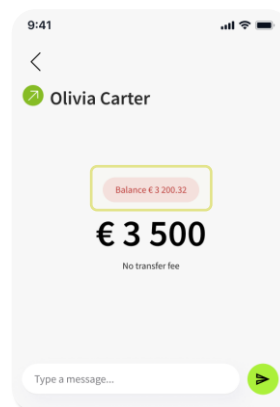 9:41
Olivia Carter
Balance € 3 200.32
€ 3 500
No transfer fee
Type a message...